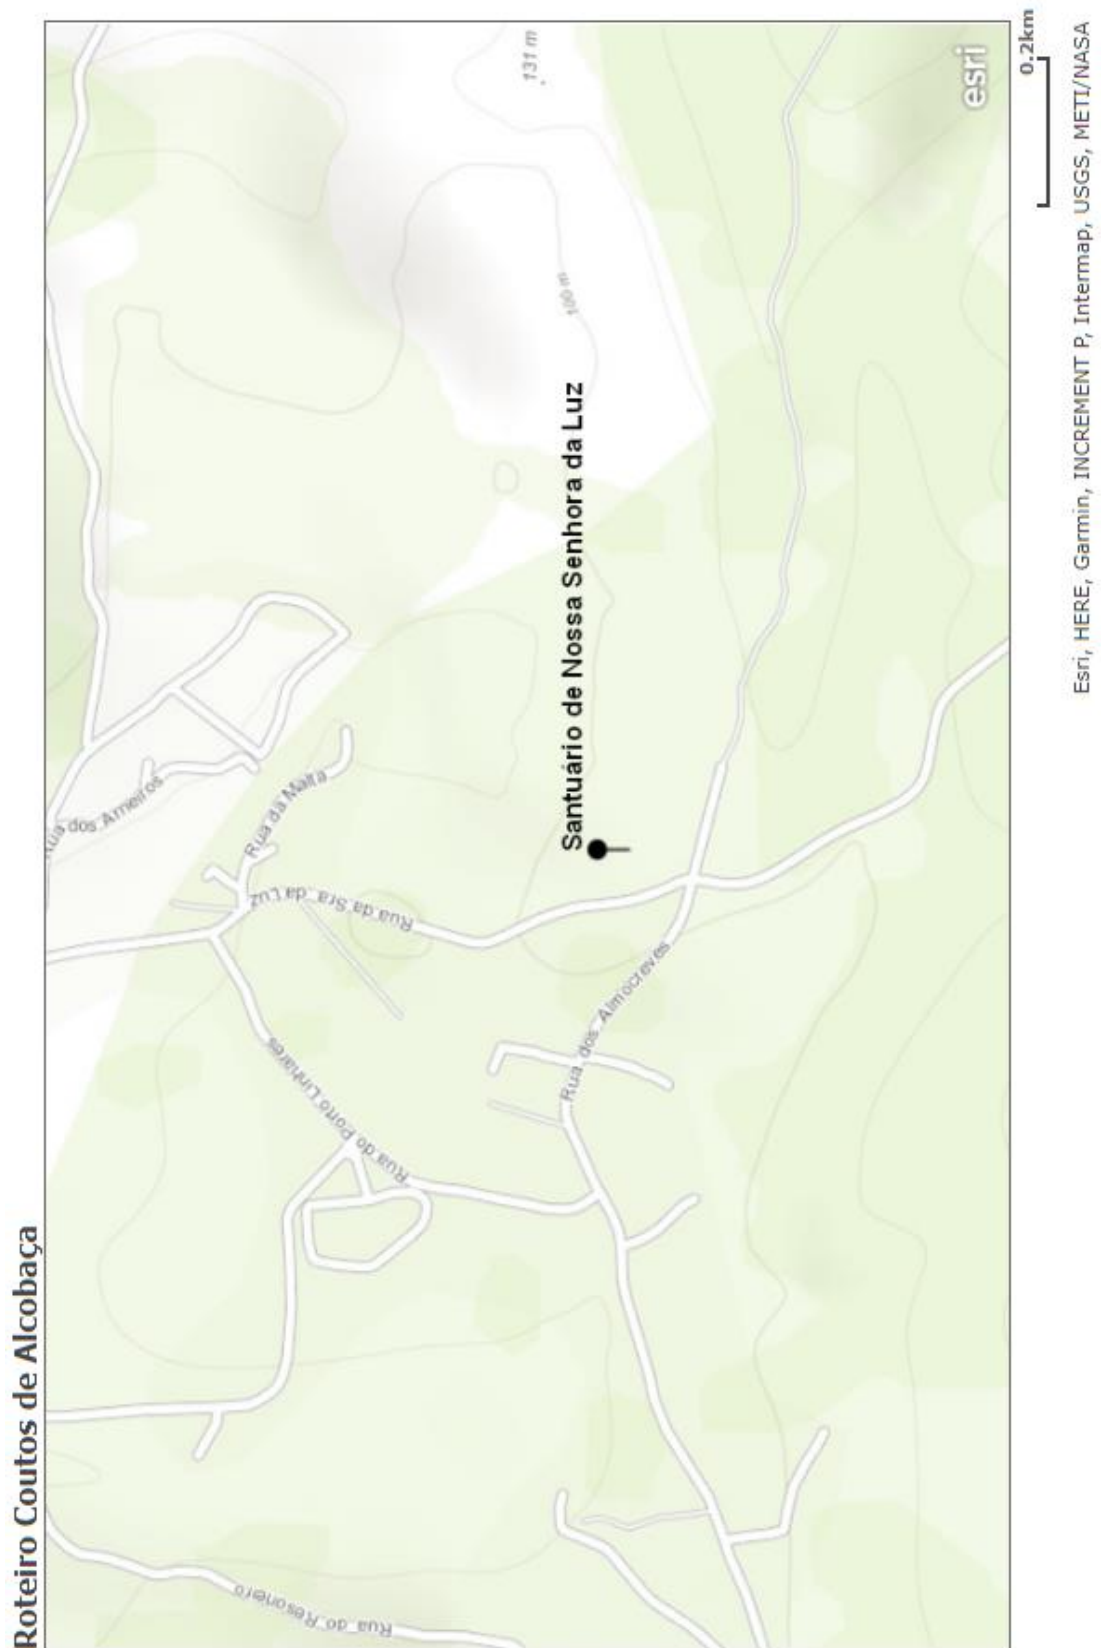 Roteiro Coutos de Alcobaça
Rua dos Arneiros
Rua da Malta
Rua da Sra. da Luz
Rua do Porto Linhares
Rua dos Almocreves
Rua do Resoneiro
Santuário de Nossa Senhora da Luz
100 m
131 m
esri
0,2km
Esri, HERE, Garmin, INCREMENT P, Intermap, USGS, METI/NASA